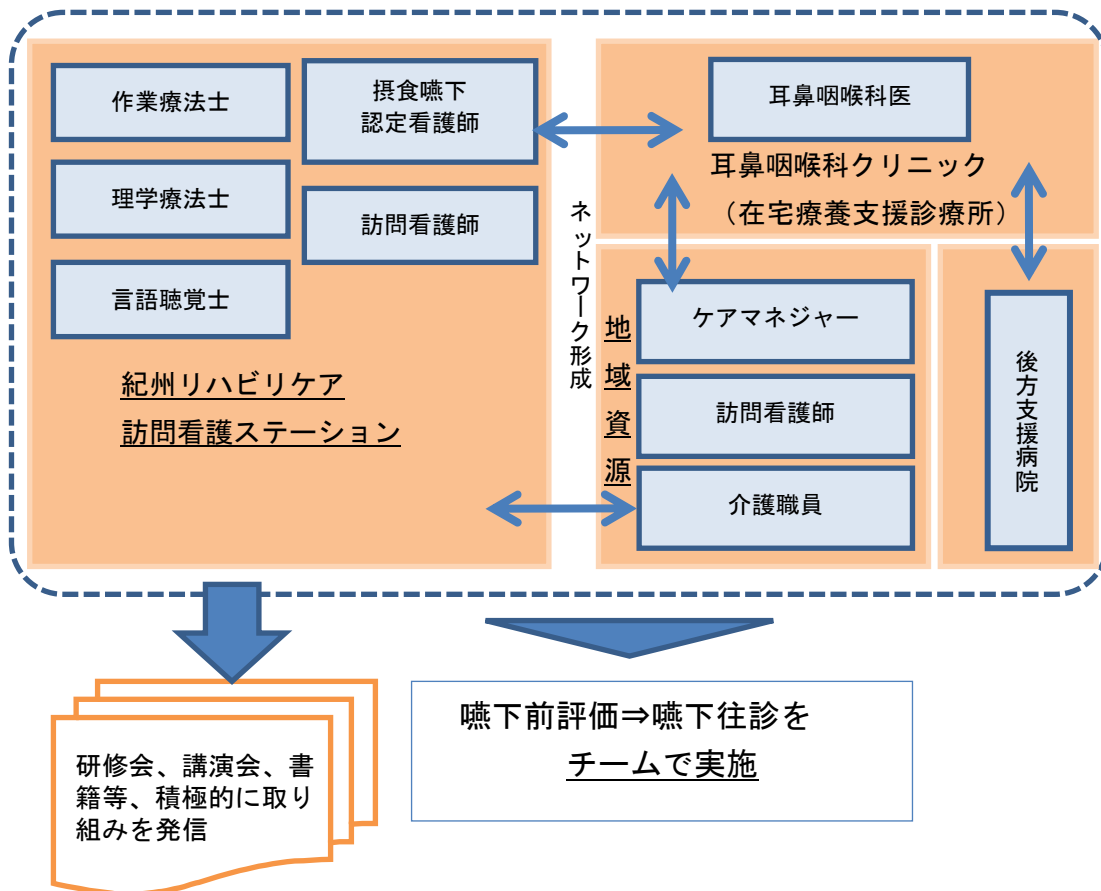 作業療法士
摂食嚥下
認定看護師
理学療法士
訪問看護師
言語聴覚士
紀州リハビリケア
訪問看護ステーション
ネットワーク形成
耳鼻咽喉科医
耳鼻咽喉科クリニック
（在宅療養支援診療所）
地域資源
ケアマネジャー
訪問看護師
介護職員
後方支援病院
研修会、講演会、書
籍等、積極的に取り
組みを発信
嚥下前評価⇒嚥下往診を
チームで実施